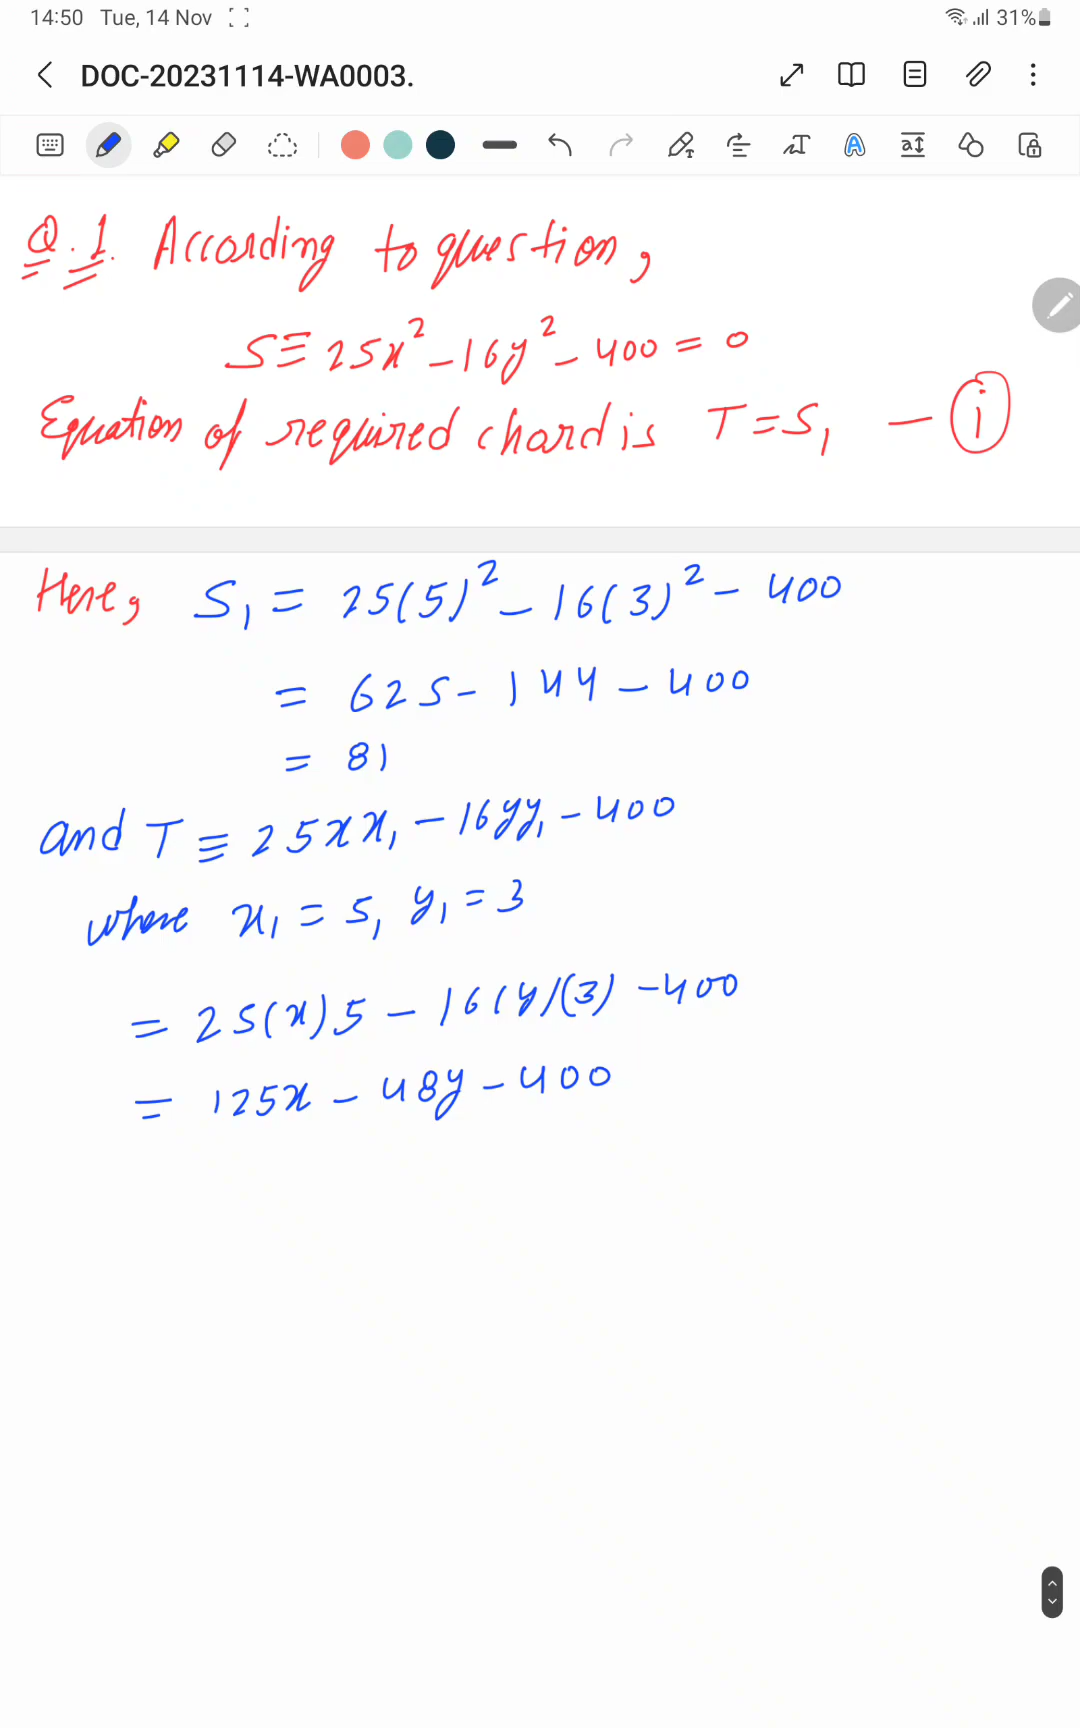 14:50 Tue, 14 Nov 31%
DOC-20231114-WA0003.
Q.1. According to question,
S≡ 25x² - 16y² - 400 = 0
Equation of required chord is T = S₁ - (i)
Here, S₁ = 25(5)² - 16(3)² - 400
= 625 - 144 - 400
= 81
and T ≡ 25xx₁ - 16yy₁ - 400
where x₁ = 5, y₁ = 3
= 25(x)5 - 16(y)(3) - 400
= 125x - 48y - 400